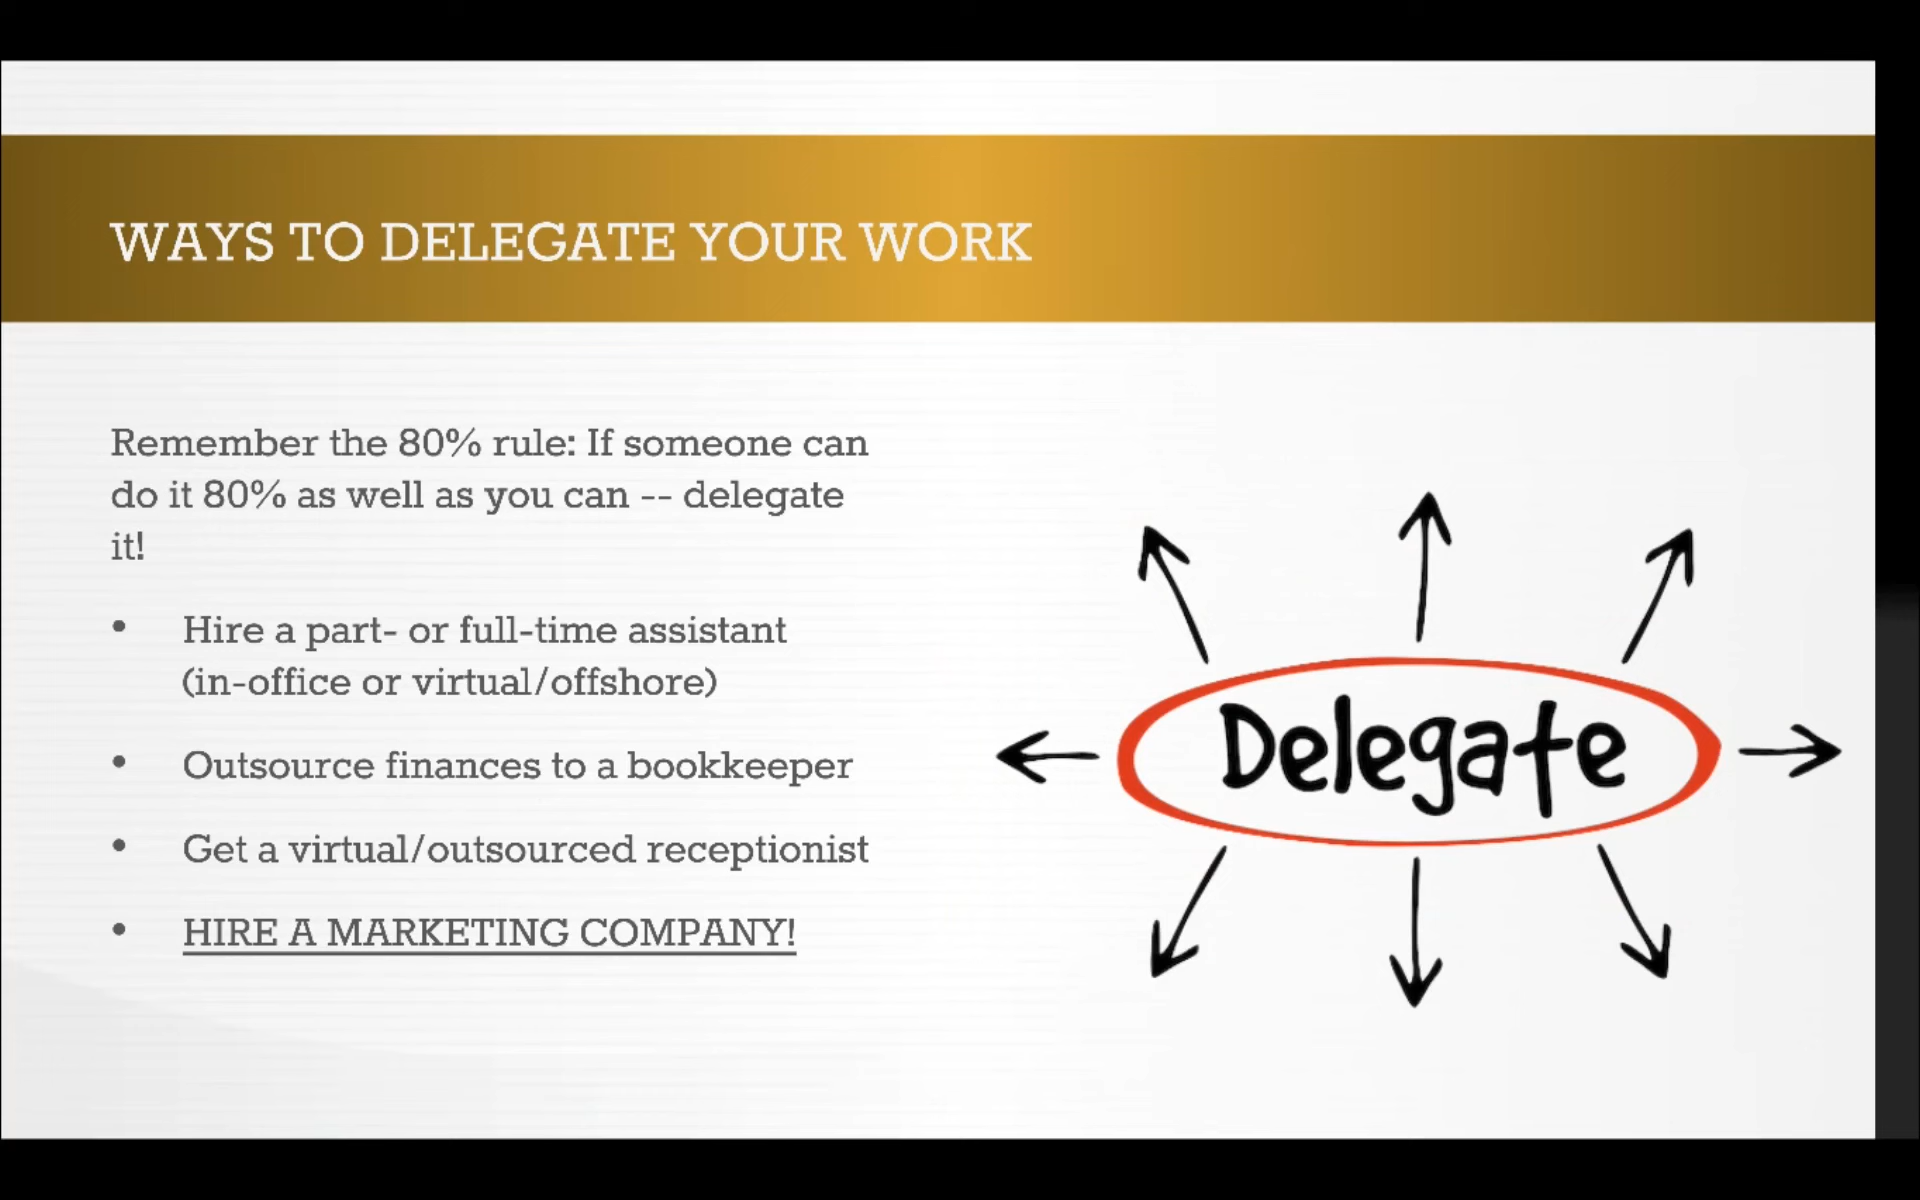 WAYS TO DELEGATE YOUR WORK
Remember the 80% rule: If someone can
do it 80% as well as you can -- delegate
it!
• Hire a part- or full-time assistant
(in-office or virtual/offshore)
• Outsource finances to a bookkeeper
• Get a virtual/outsourced receptionist
• HIRE A MARKETING COMPANY!
Delegate